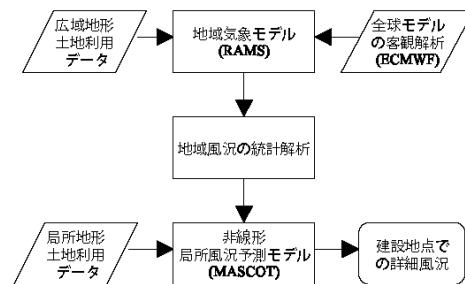 広域地形
土地利用
データ
地域気象モデル
(RAMS)
全球モデル
の客観解析
(ECMWF)
地域風況の統計解析
局所地形
土地利用
データ
非線形
局所風況予測モデル
(MASCOT)
建設地点で
の詳細風況